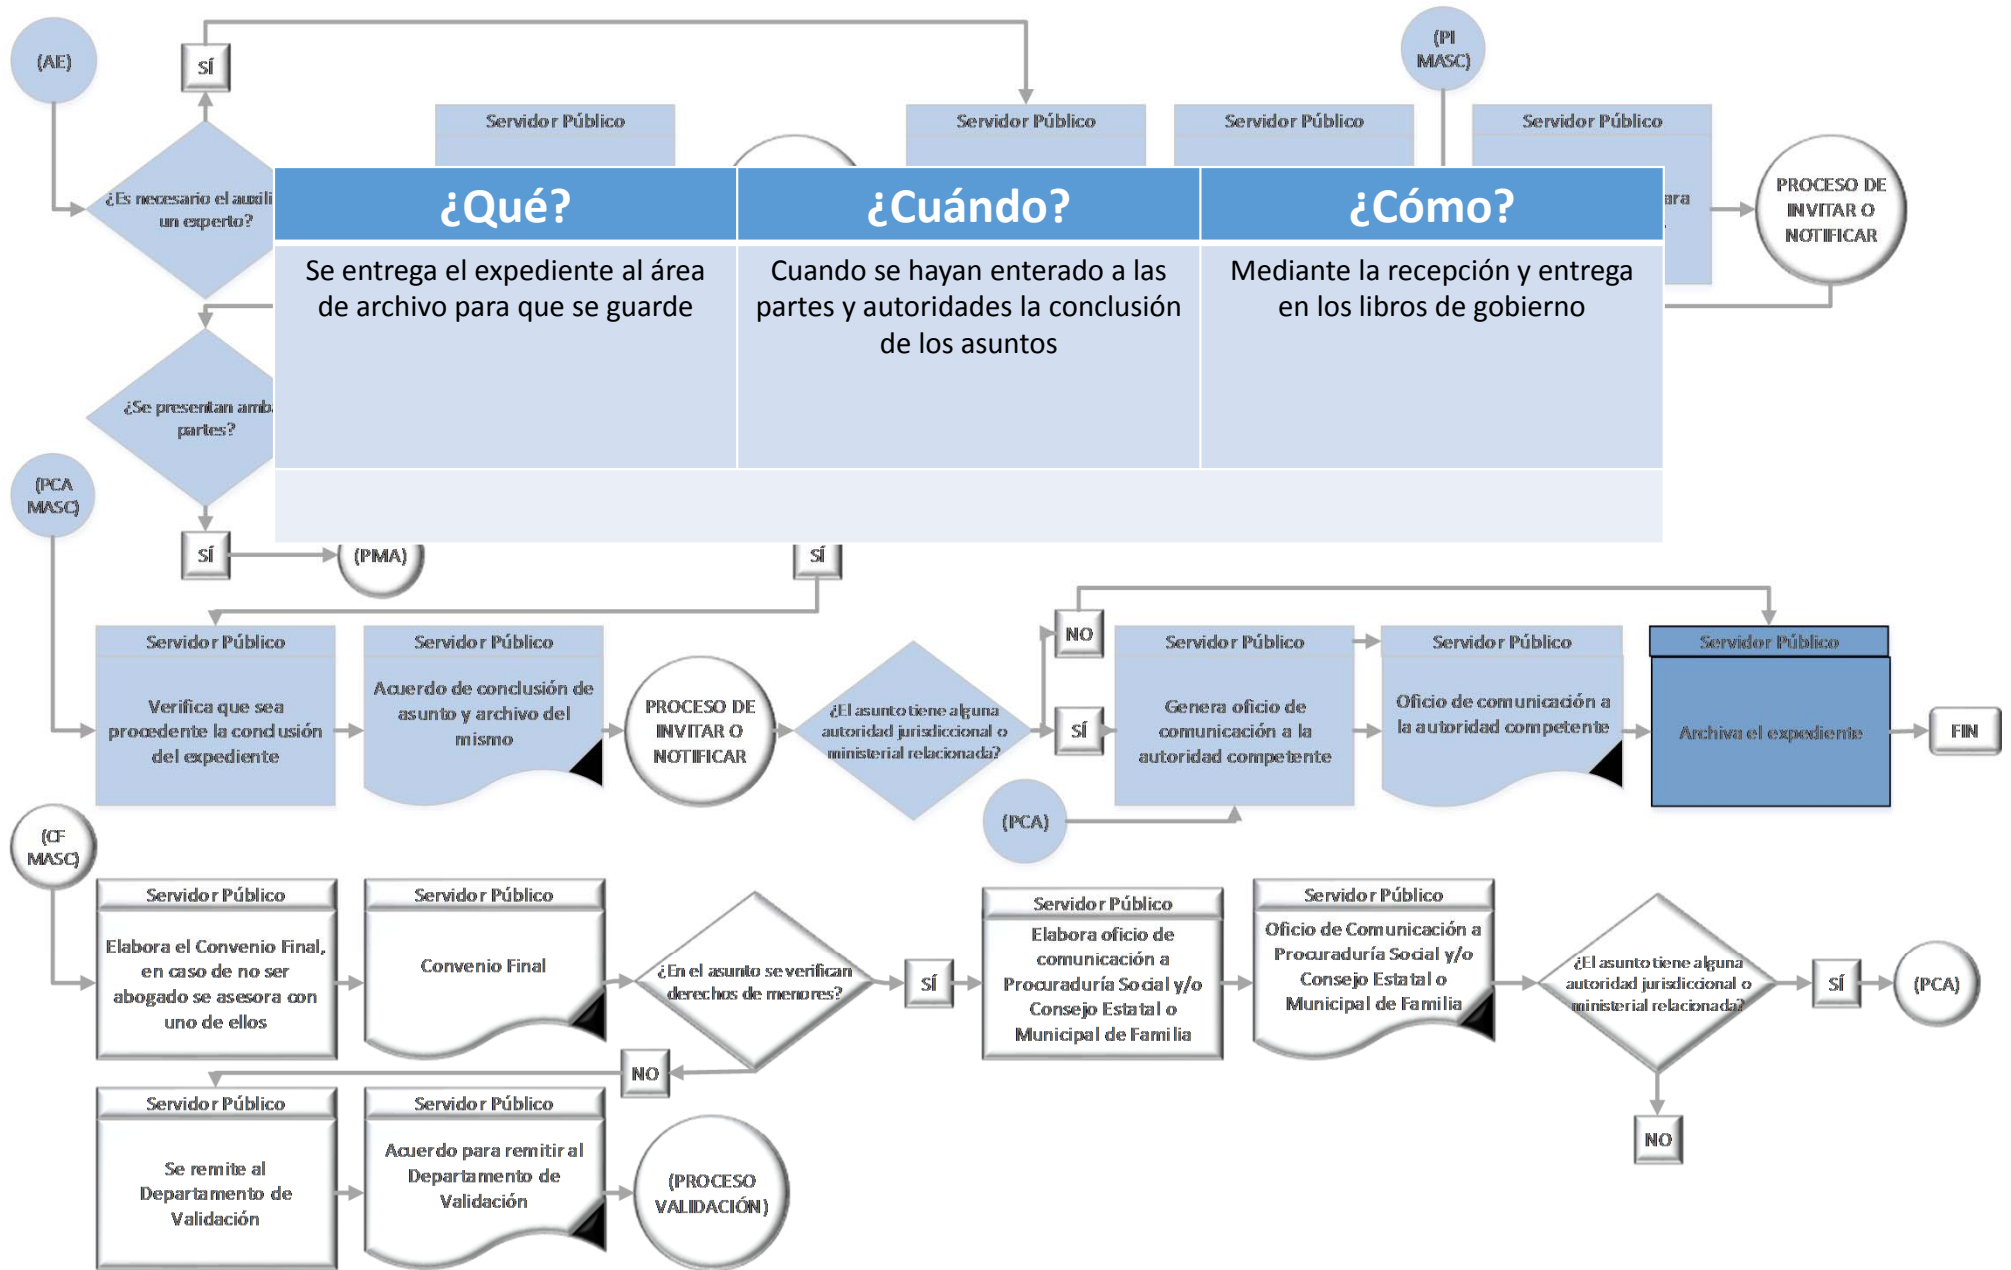 (AE)
SÍ
(PI
MASC)
Servidor Público
Servidor Público
Servidor Público
Servidor Público
¿Es necesario el
un experto?
PROCESO DE
INVITAR O
NOTIFICAR
¿Qué?
¿Cuándo?
¿Cómo?
Se entrega el expediente al área
de archivo para que se guarde
Cuando se hayan enterado a las
partes y autoridades la conclusión
de los asuntos
Mediante la recepción y entrega
en los libros de gobierno
¿Se presentan
partes?
(PCA
MASC)
SÍ
(PMA)
SÍ
Servidor Público
Verifica que sea
procedente la conclusión
del expediente
Servidor Público
Acuerdo de conclusión de
asunto y archivo del
mismo
PROCESO DE
INVITAR O
NOTIFICAR
¿El asunto tiene alguna
autoridad jurisdiccional o
ministerial relacionada?
NO
SÍ
Servidor Público
Genera oficio de
comunicación a la
autoridad competente
Servidor Público
Oficio de comunicación a
la autoridad competente
Servidor Público
Archiva el expediente
FIN
(PCA)
(CF
MASC)
Servidor Público
Elabora el Convenio Final,
en caso de no ser
abogado se asesora con
uno de ellos
Servidor Público
Convenio Final
¿En el asunto se verifican
derechos de menores?
SÍ
Servidor Público
Elabora oficio de
comunicación a
Procuraduría Social y/o
Consejo Estatal o
Municipal de Familia
Servidor Público
Oficio de Comunicación a
Procuraduría Social y/o
Consejo Estatal o
Municipal de Familia
¿El asunto tiene alguna
autoridad jurisdiccional o
ministerial relacionada?
SÍ
(PCA)
NO
NO
Servidor Público
Se remite al
Departamento de
Validación
Servidor Público
Acuerdo para remitir al
Departamento de
Validación
(PROCESO
VALIDACIÓN)